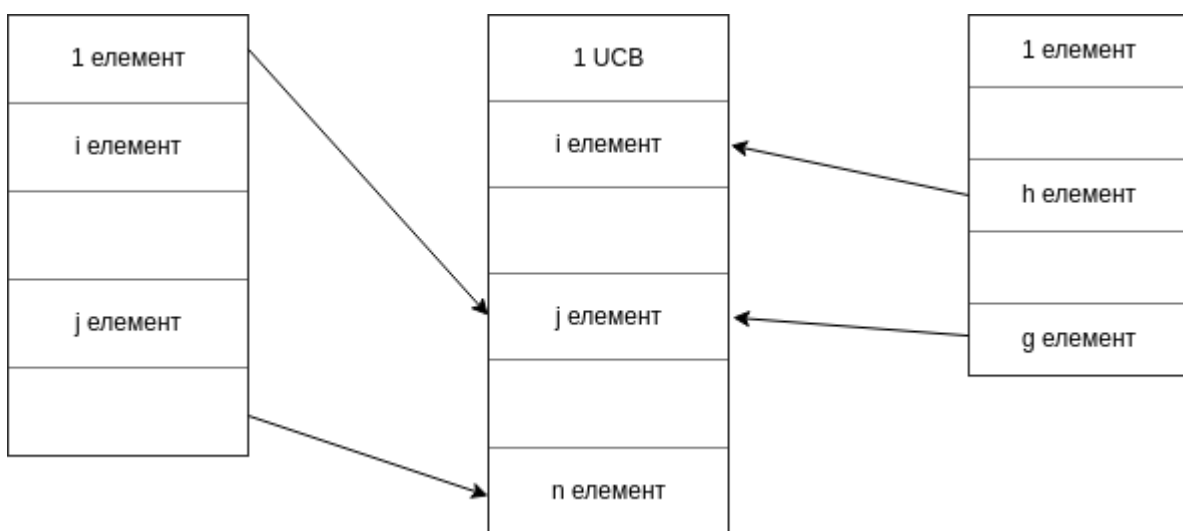 1 елемент
i елемент
j елемент
1 UCB
i елемент
j елемент
n елемент
1 елемент
h елемент
g елемент